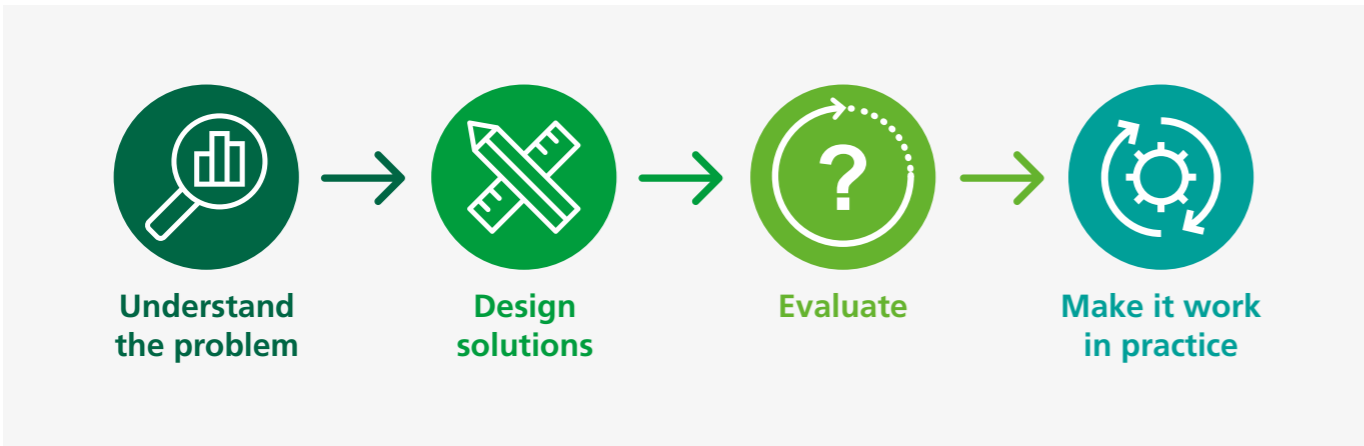 Understand
the problem
Design
solutions
?
Evaluate
Make it work
in practice